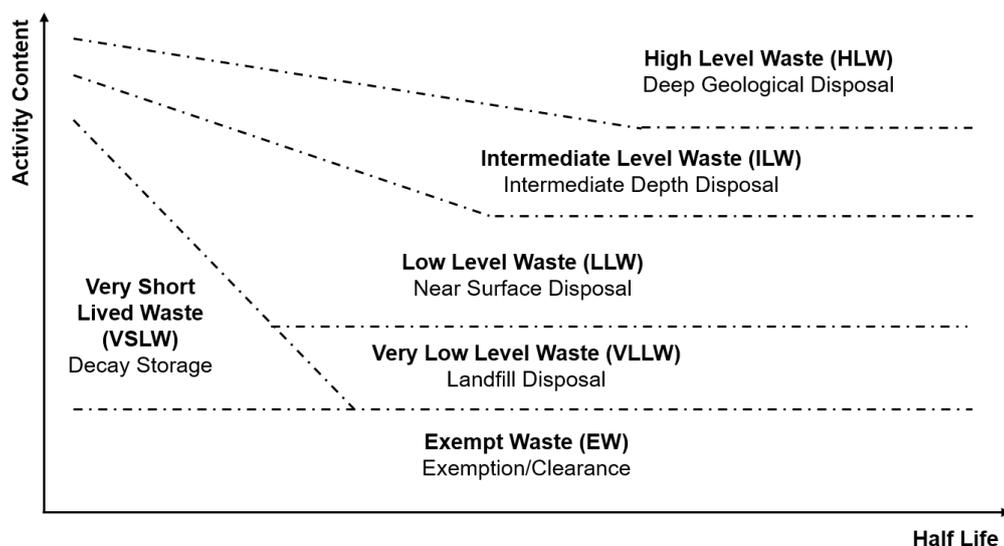 Activity Content
High Level Waste (HLW)
Deep Geological Disposal
Intermediate Level Waste (ILW)
Intermediate Depth Disposal
Low Level Waste (LLW)
Near Surface Disposal
Very Short
Lived Waste
(VSLW)
Decay Storage
Very Low Level Waste (VLLW)
Landfill Disposal
Exempt Waste (EW)
Exemption/Clearance
Half Life